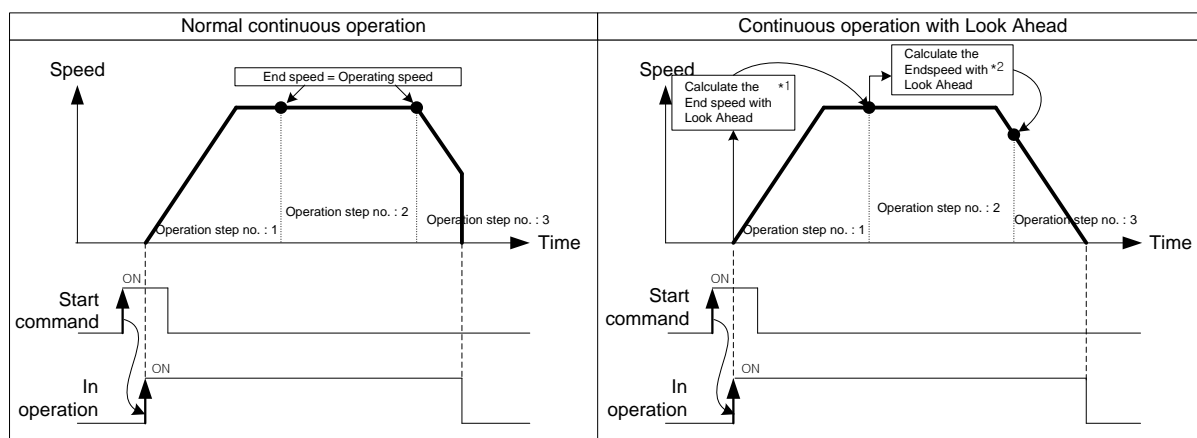 Normal continuous operation
Speed
End speed = Operating speed
Operation step no. : 1
Operation step no. : 2
Operation step no. : 3
Time
ON
Start
command
ON
In
operation
Continuous operation with Look Ahead
Speed
Calculate the *1
End speed with
Look Ahead
Calculate the
Endspeed with *2
Look Ahead
Operation step no. : 1
Operation step no. : 2
Operation step no. : 3
Time
ON
Start
command
ON
In
operation